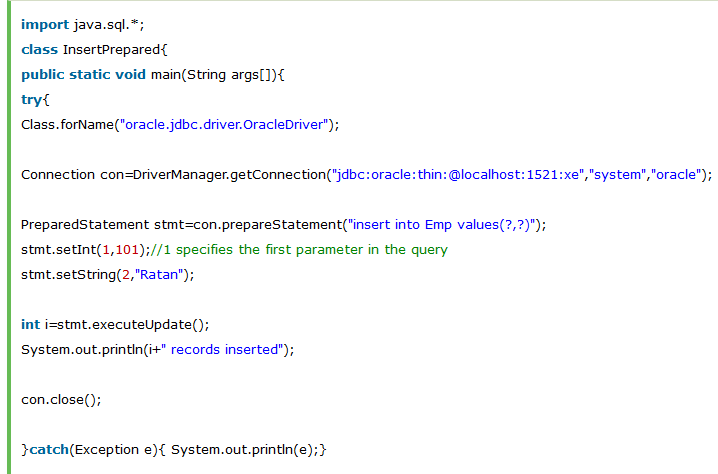 import java.sql.*;
class InsertPrepared{
public static void main(String args[]){
try{
Class.forName("oracle.jdbc.driver.OracleDriver");
Connection con=DriverManager.getConnection("jdbc:oracle:thin:@localhost:1521:xe","system","oracle");
PreparedStatement stmt=con.prepareStatement("insert into Emp values(?,?)");
stmt.setInt(1,101);//1 specifies the first parameter in the query
stmt.setString(2,"Ratan");
int i=stmt.executeUpdate();
System.out.println(i+" records inserted");
con.close();
}catch(Exception e){ System.out.println(e);}